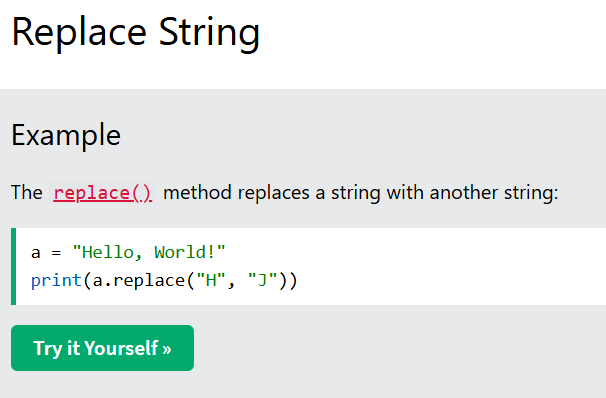 Replace String
Example
The replace() method replaces a string with another string:
a = "Hello, World!"
print(a.replace("H", "J"))
Try it Yourself »